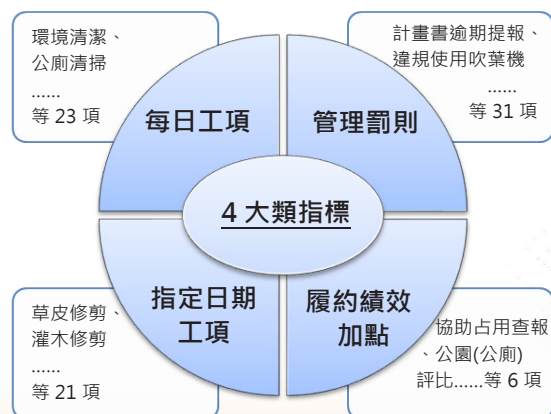 環境清潔、
公廁清掃
......
等 23 項
計畫書逾期提報、
違規使用吹葉機
......
等 31 項
每日工項
管理罰則
4 大類指標
指定日期
工項
履約績效
加點
草皮修剪、
灌木修剪
......
等 21 項
協助占用查報
、公園(公廁)
評比......等 6 項